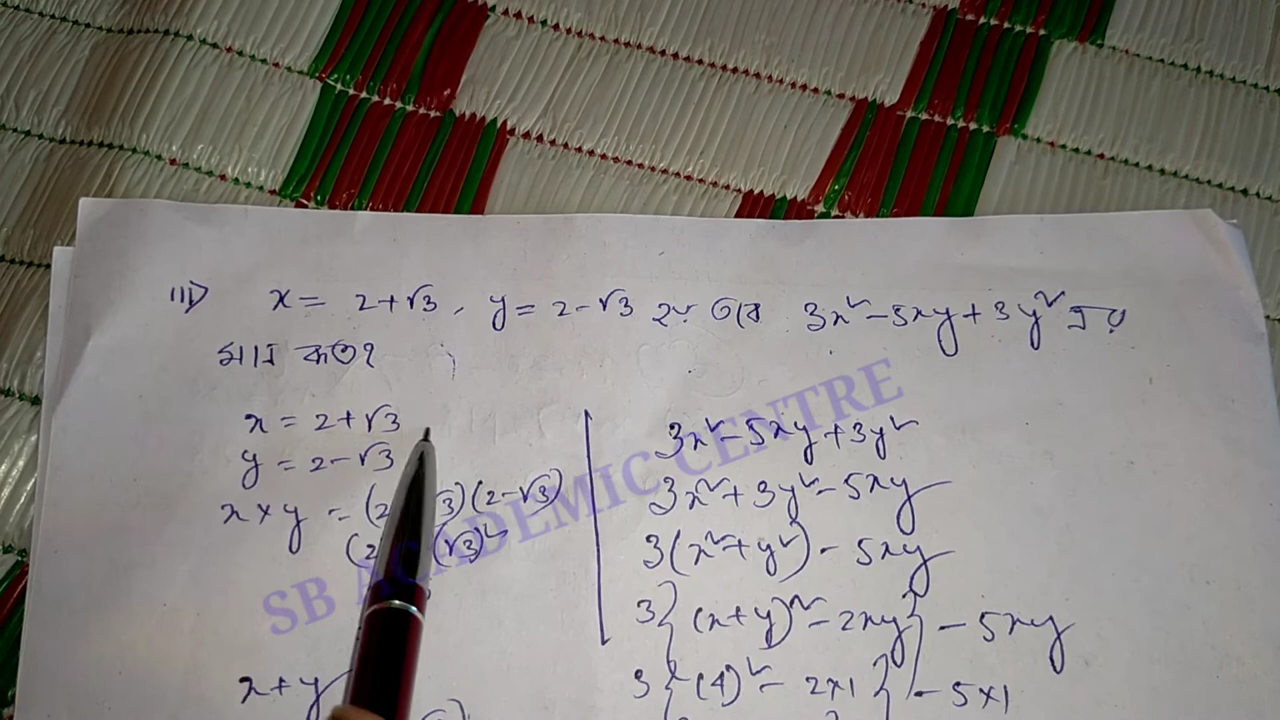 III) x = 2+√3, y = 2-√3 হয় তবে 3x²-5xy+3y² এর
মান কত?
x = 2+√3
y = 2-√3
x×y = (2 3)(2-√3)
(2 (√3)²
x+y
3x²-5xy+3y²
3x²+3y²-5xy
3(x²+y²)-5xy
3{(x+y)²-2xy}-5xy
3{(4)²-2×1}-5×1
SB ACADEMIC CENTRE